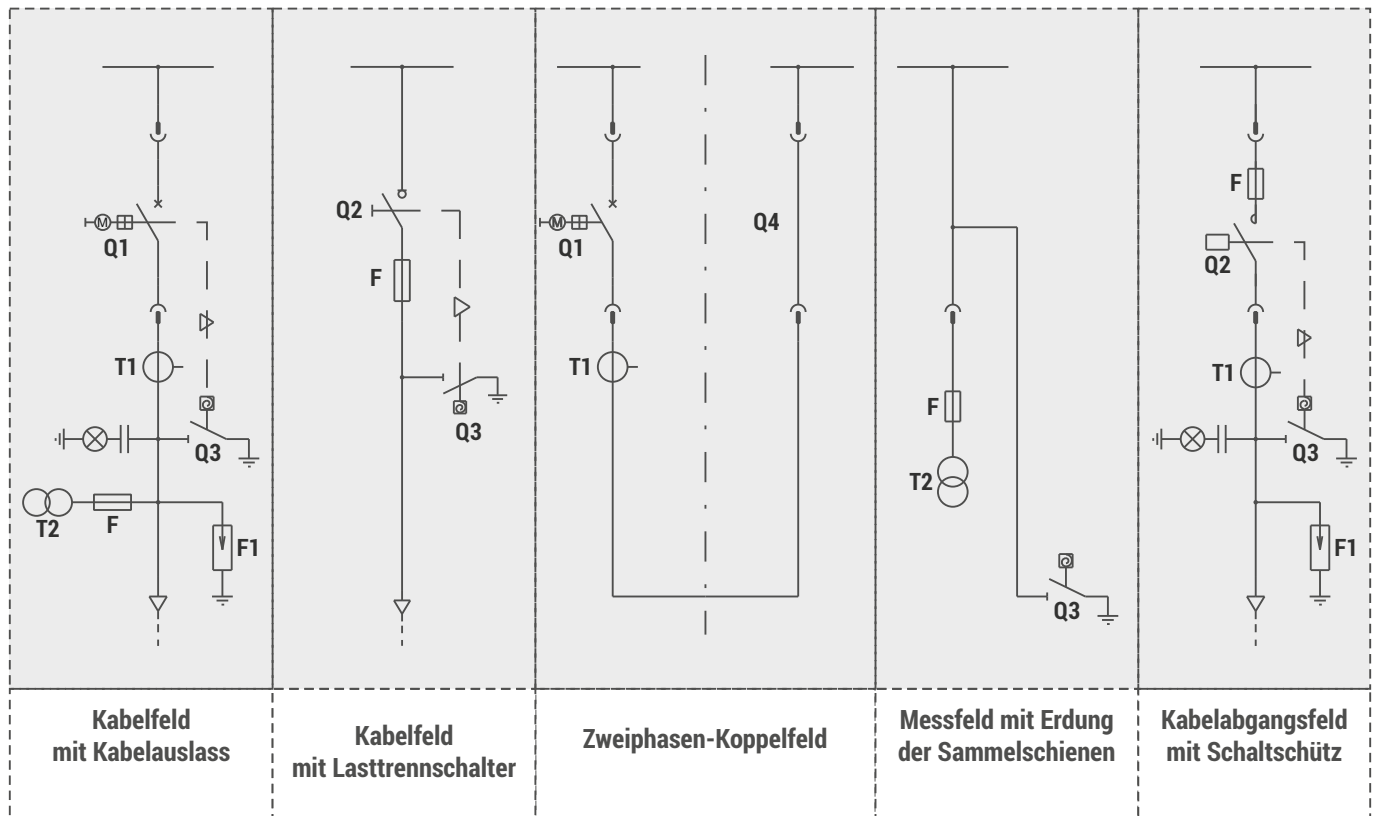 Q1
T1
Q3
T2
F
F1
M
Q2
F
Q3
M
Q1
Q4
T1
F
T2
Q3
F
Q2
T1
Q3
F1
Kabelfeld
mit Kabelauslass
Kabelfeld
mit Lasttrennschalter
Zweiphasen-Koppelfeld
Messfeld mit Erdung
der Sammelschienen
Kabelabgangsfeld
mit Schaltschütz